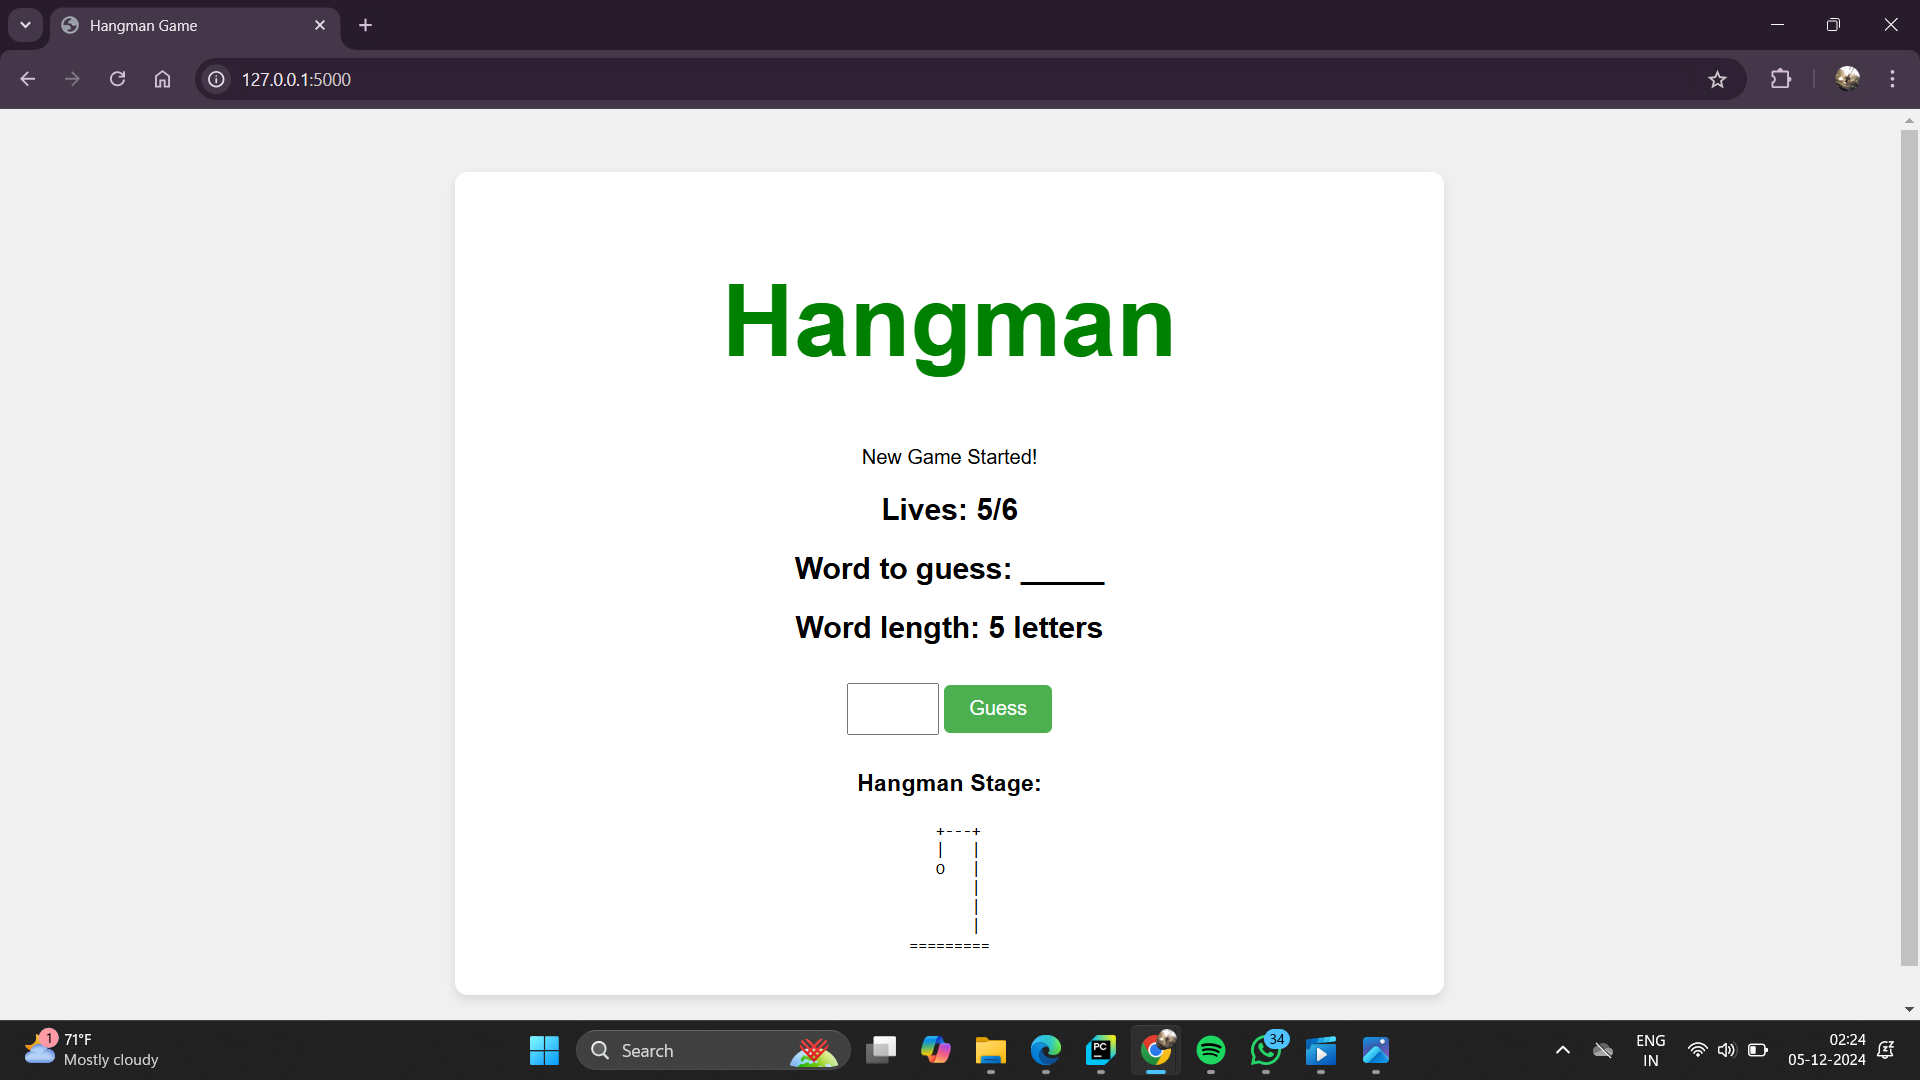 Hangman Game
127.0.0.1:5000
Hangman
New Game Started!
Lives: 5/6
Word to guess: _____
Word length: 5 letters
Guess
Hangman Stage:
+---+
|   |
O   |
    |
    |
    |
=========
1
71°F
Mostly cloudy
Search
PC
34
ENG
IN
02:24
05-12-2024